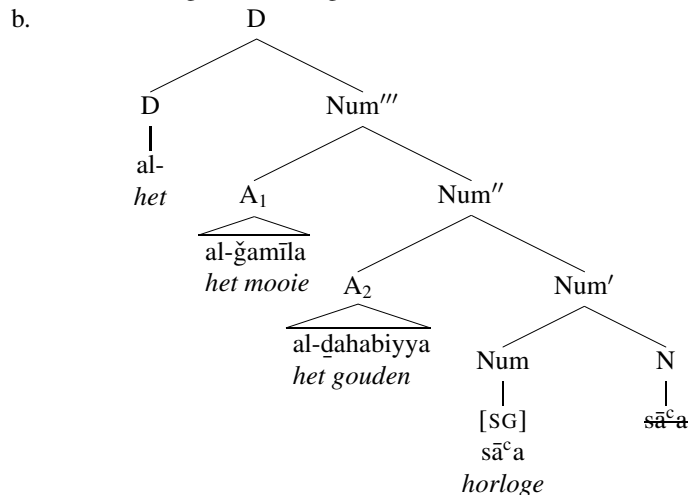 b.
D
D Num′′′
al-
het
A₁ Num′′
al-ǧamīla
het mooie
A₂ Num′
al-ḏahabiyya
het gouden
Num N
[SG] sāᶜa
sāᶜa
horloge